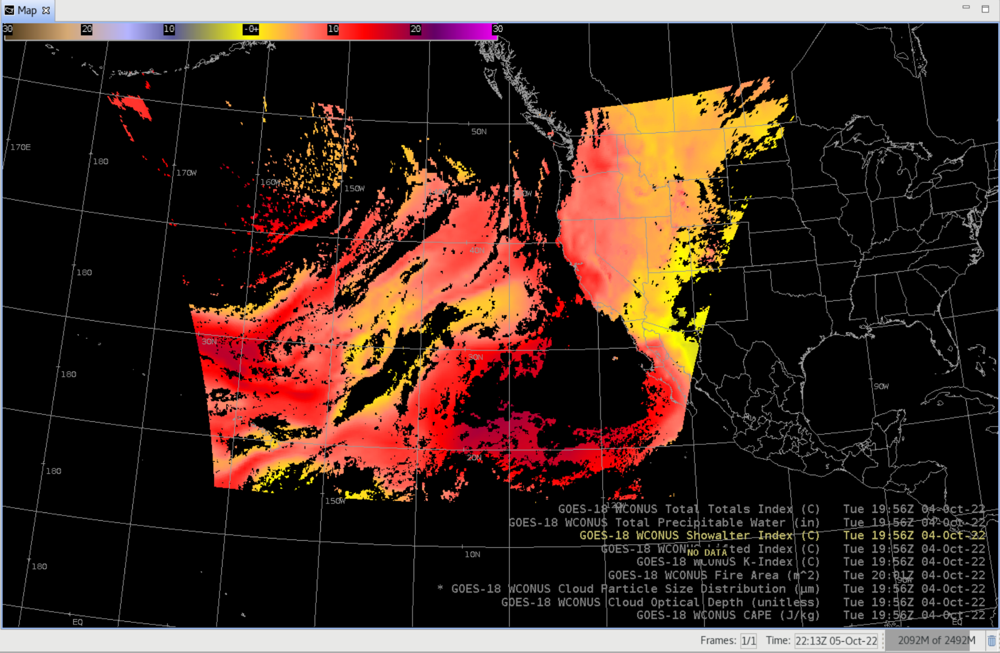 Map
30 20 10 -0+ 10 20 30
50N
170E
180
170W
160W
150W
40N
180
30N
30N
180
90W
20N
180
150W
120W
GOES-18 WCONUS Total Totals Index (C) Tue 19:56Z 04-Oct-22
GOES-18 WCONUS Total Precipitable Water (in) Tue 19:56Z 04-Oct-22
GOES-18 WCONUS Showalter Index (C) Tue 19:56Z 04-Oct-22
GOES-18 WCONUS Lifted Index (C) Tue 19:56Z 04-Oct-22
NO DATA
10N
GOES-18 WCONUS K-Index (C) Tue 19:56Z 04-Oct-22
180
GOES-18 WCONUS Fire Area (m^2) Tue 20:01Z 04-Oct-22
90W
* GOES-18 WCONUS Cloud Particle Size Distribution (µm) Tue 19:56Z 04-Oct-22
GOES-18 WCONUS Cloud Optical Depth (unitless) Tue 19:56Z 04-Oct-22
GOES-18 WCONUS CAPE (J/kg) Tue 19:56Z 04-Oct-22
EQ
EQ
Frames: 1/1 Time: 22:13Z 05-Oct-22 2092M of 2492M